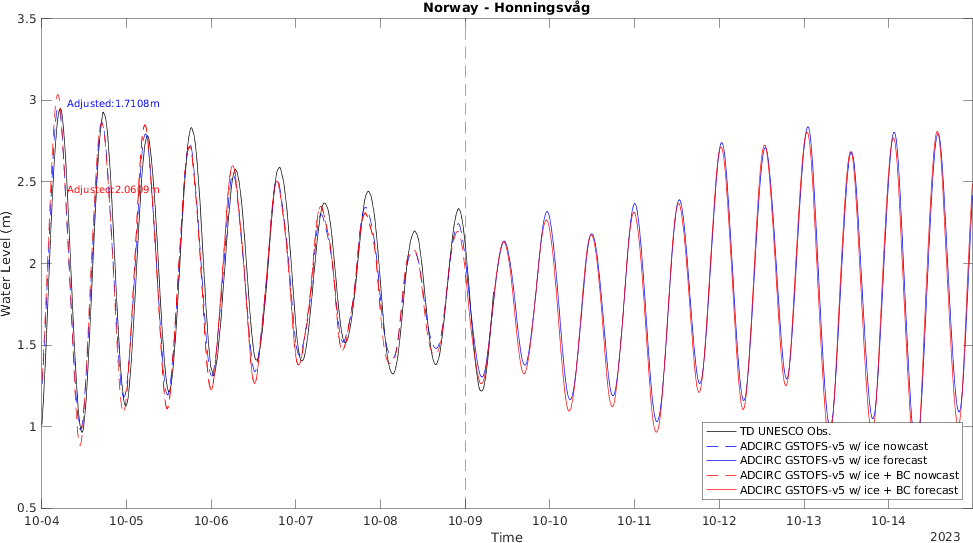 Norway - Honningsvåg
3.5
3
2.5
2
1.5
1
0.5
Water Level (m)
Adjusted:1.7108m
Adjusted:2.0609m
TD UNESCO Obs.
ADCIRC GSTOFS-v5 w/ ice nowcast
ADCIRC GSTOFS-v5 w/ ice forecast
ADCIRC GSTOFS-v5 w/ ice + BC nowcast
ADCIRC GSTOFS-v5 w/ ice + BC forecast
10-04 10-05 10-06 10-07 10-08 10-09 10-10 10-11 10-12 10-13 10-14
Time
2023